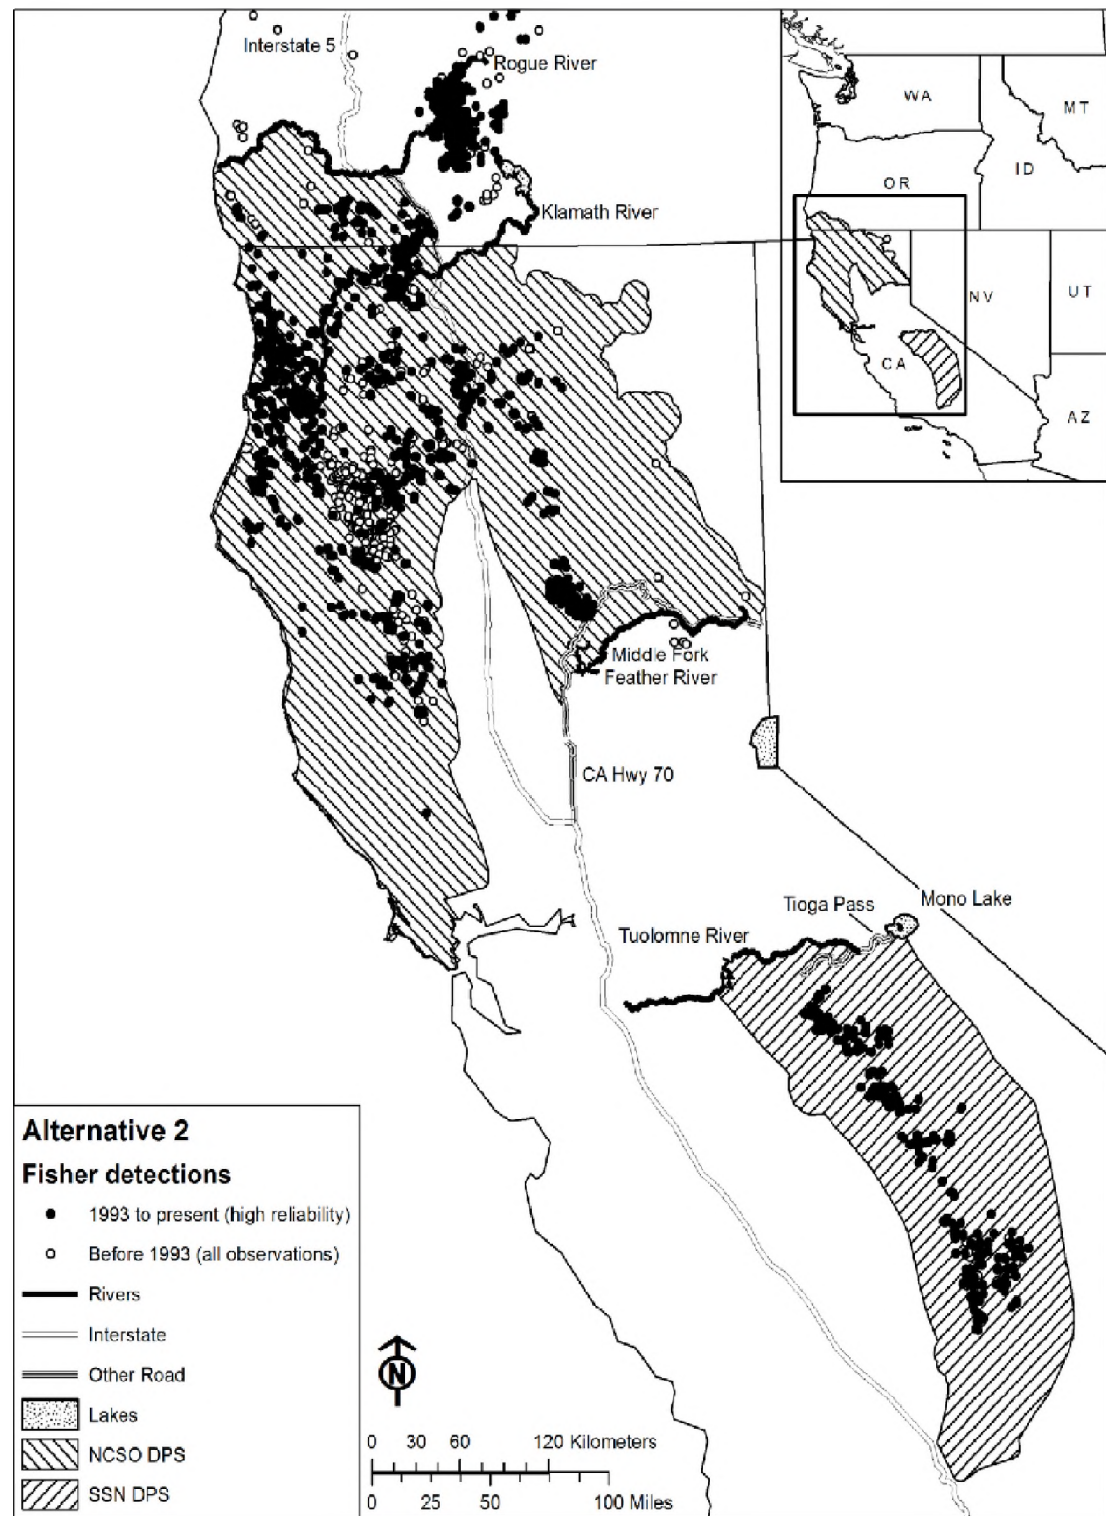 Interstate 5
Rogue River
Klamath River
WA
MT
OR
ID
NV
UT
CA
AZ
Middle Fork
Feather River
CA Hwy 70
Tioga Pass
Mono Lake
Tuolomne River
Alternative 2
Fisher detections
1993 to present (high reliability)
Before 1993 (all observations)
Rivers
Interstate
Other Road
Lakes
NCSO DPS
SSN DPS
N
0 30 60 120 Kilometers
0 25 50 100 Miles